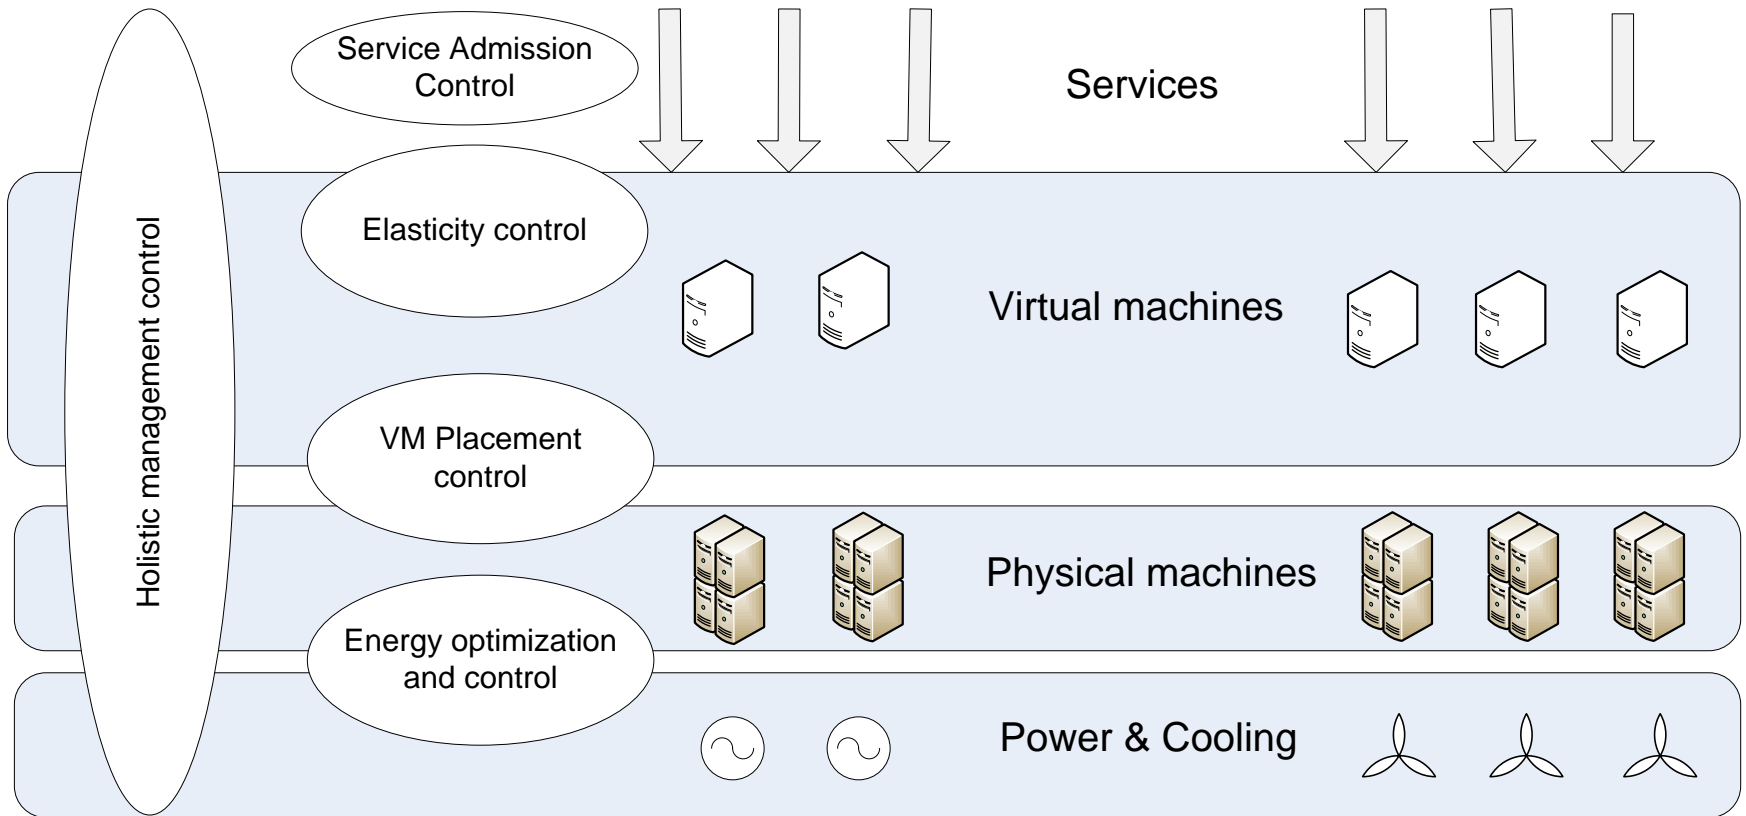 Service Admission
Control
Services
Holistic management control
Elasticity control
Virtual machines
VM Placement
control
Physical machines
Energy optimization
and control
Power & Cooling